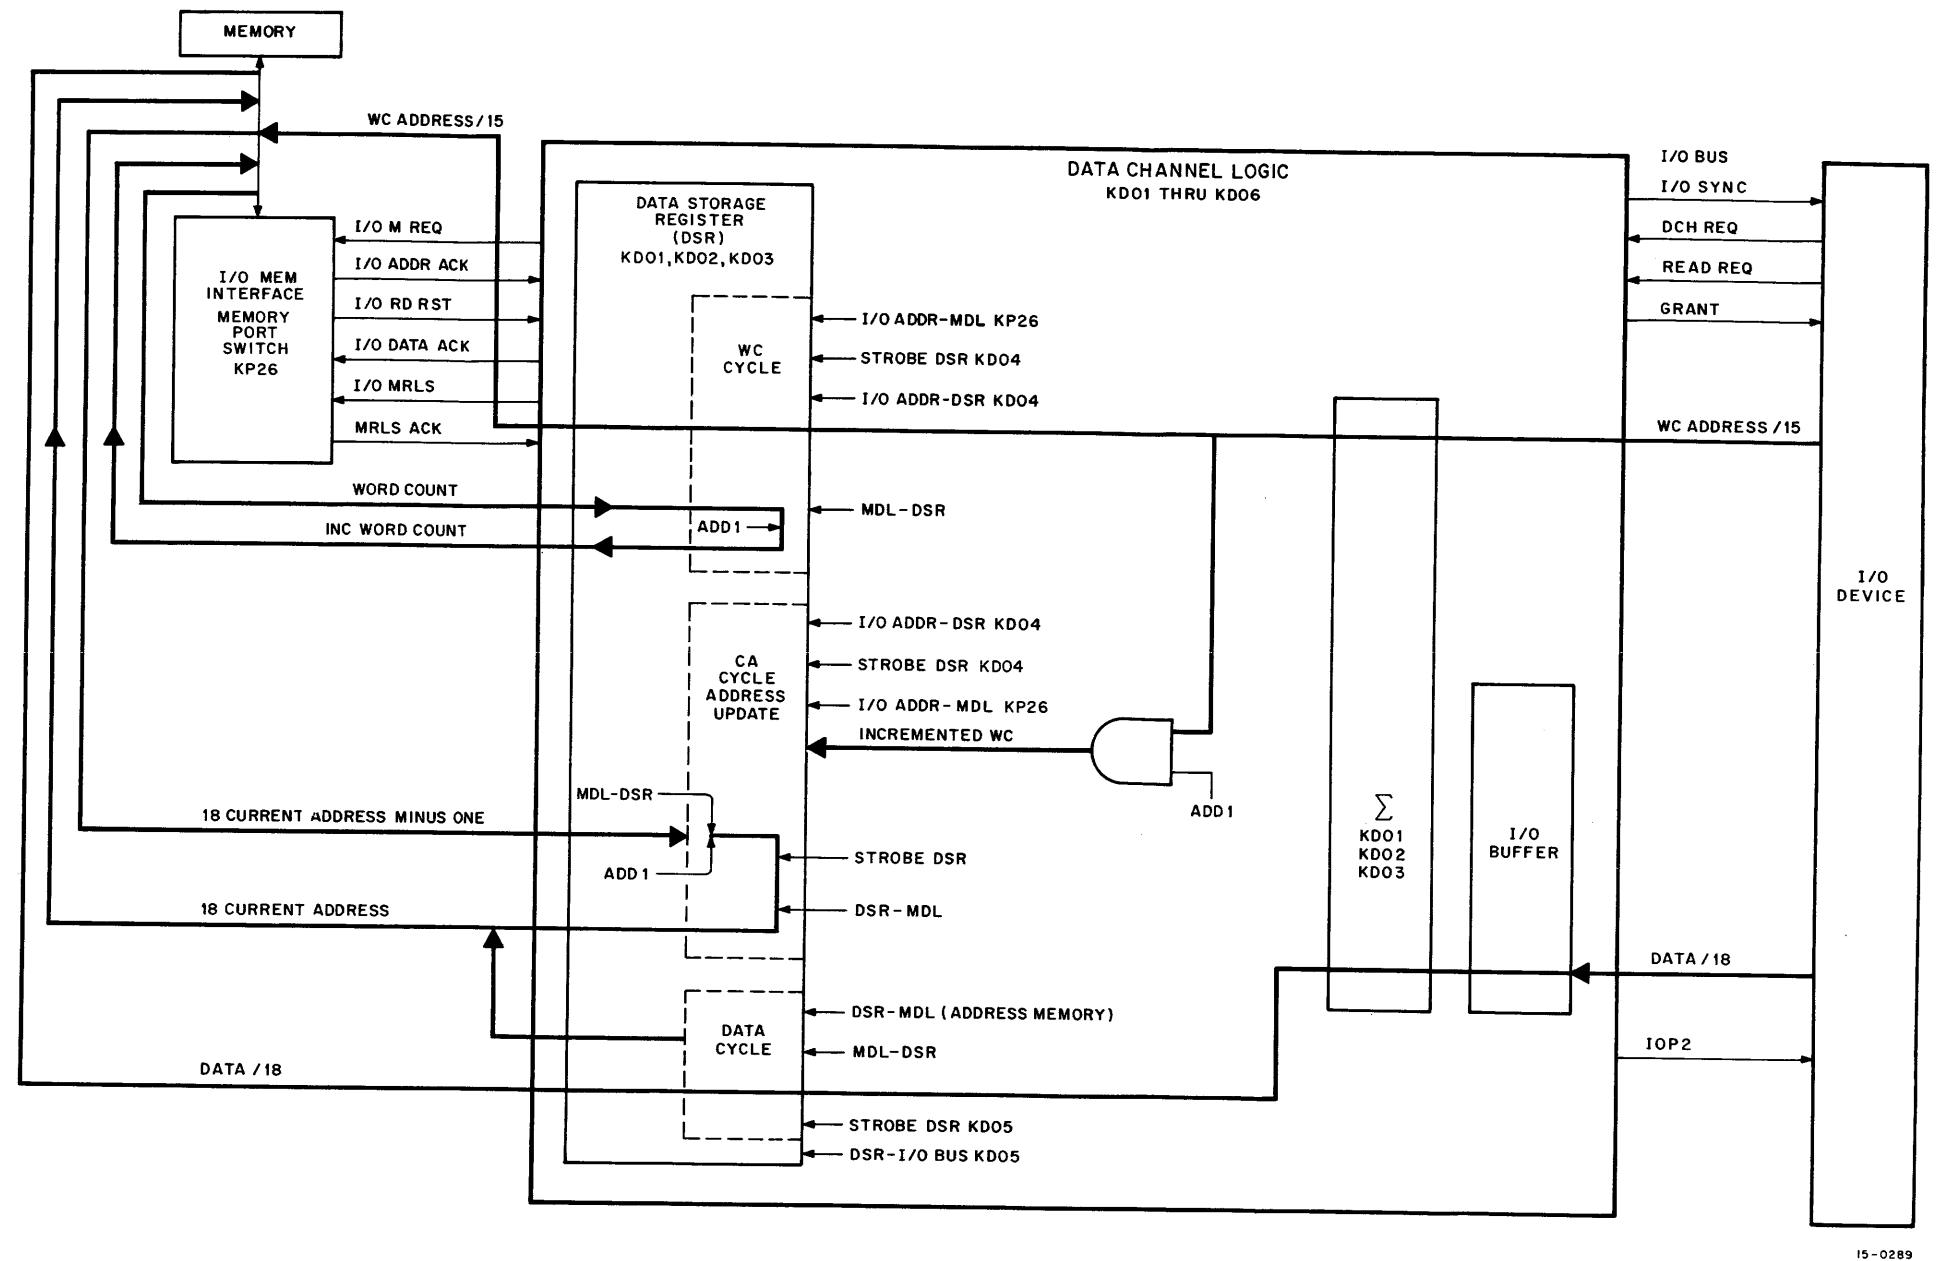 MEMORY
WC ADDRESS/15
DATA CHANNEL LOGIC
KD01 THRU KD06
I/O BUS
I/O SYNC
DCH REQ
READ REQ
GRANT
DATA STORAGE
REGISTER
(DSR)
KD01,KD02,KD03
I/O M REQ
I/O ADDR ACK
I/O RD RST
I/O DATA ACK
I/O MRLS
MRLS ACK
I/O MEM
INTERFACE
MEMORY
PORT
SWITCH
KP26
WC
CYCLE
I/O ADDR-MDL KP26
STROBE DSR KD04
I/O ADDR-DSR KD04
WC ADDRESS /15
WORD COUNT
INC WORD COUNT
ADD1
MDL-DSR
I/O
DEVICE
CA
CYCLE
ADDRESS
UPDATE
I/O ADDR-DSR KD04
STROBE DSR KD04
I/O ADDR-MDL KP26
INCREMENTED WC
ADD1
MDL-DSR
18 CURRENT ADDRESS MINUS ONE
ADD1
STROBE DSR
DSR-MDL
18 CURRENT ADDRESS
Σ
KD01
KD02
KD03
I/O
BUFFER
DATA /18
IOP2
DATA
CYCLE
DSR-MDL (ADDRESS MEMORY)
MDL-DSR
DATA /18
STROBE DSR KD05
DSR-I/O BUS KD05
15-0289